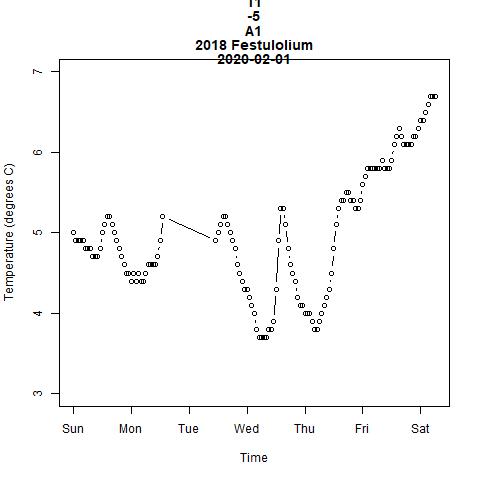 T1
-5
A1
2018 Festulolium
2020-02-01
7
6
5
4
3
Temperature (degrees C)
Sun Mon Tue Wed Thu Fri Sat
Time